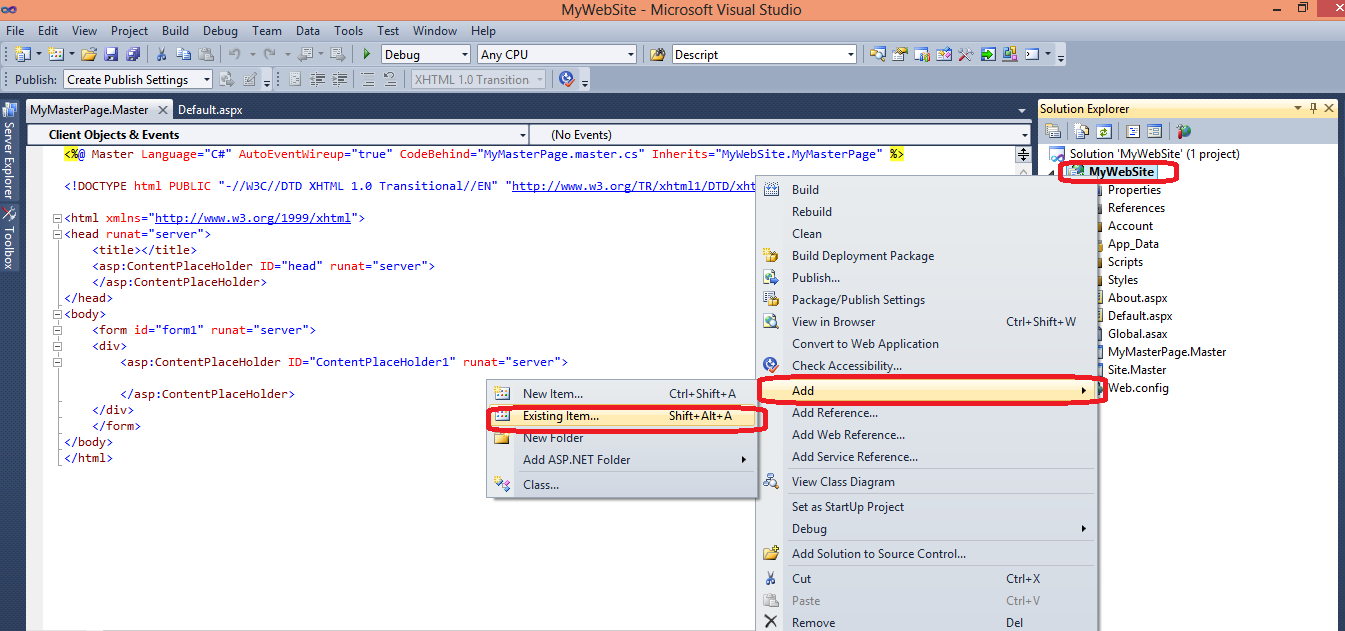 MyWebSite - Microsoft Visual Studio
File Edit View Project Build Debug Team Data Tools Test Window Help
Debug Any CPU Descript
Publish: Create Publish Settings XHTML 1.0 Transition
MyMasterPage.Master Default.aspx
Client Objects & Events (No Events)
Server Explorer
Toolbox
<%@ Master Language="C#" AutoEventWireup="true" CodeBehind="MyMasterPage.master.cs" Inherits="MyWebSite.MyMasterPage" %>
<!DOCTYPE html PUBLIC "-//W3C//DTD XHTML 1.0 Transitional//EN" "http://www.w3.org/TR/xhtml1/DTD/xht
<html xmlns="http://www.w3.org/1999/xhtml">
<head runat="server">
<title></title>
<asp:ContentPlaceHolder ID="head" runat="server">
</asp:ContentPlaceHolder>
</head>
<body>
<form id="form1" runat="server">
<div>
<asp:ContentPlaceHolder ID="ContentPlaceHolder1" runat="server">
</asp:ContentPlaceHolder>
</div>
</form>
</body>
</html>
New Item... Ctrl+Shift+A
Existing Item... Shift+Alt+A
New Folder
Add ASP.NET Folder
Class...
Build
Rebuild
Clean
Build Deployment Package
Publish...
Package/Publish Settings
View in Browser Ctrl+Shift+W
Convert to Web Application
Check Accessibility...
Add
Add Reference...
Add Web Reference...
Add Service Reference...
View Class Diagram
Set as StartUp Project
Debug
Add Solution to Source Control...
Cut Ctrl+X
Paste Ctrl+V
Remove Del
Solution Explorer
Solution 'MyWebSite' (1 project)
MyWebSite
Properties
References
Account
App_Data
Scripts
Styles
About.aspx
Default.aspx
Global.asax
MyMasterPage.Master
Site.Master
Web.config